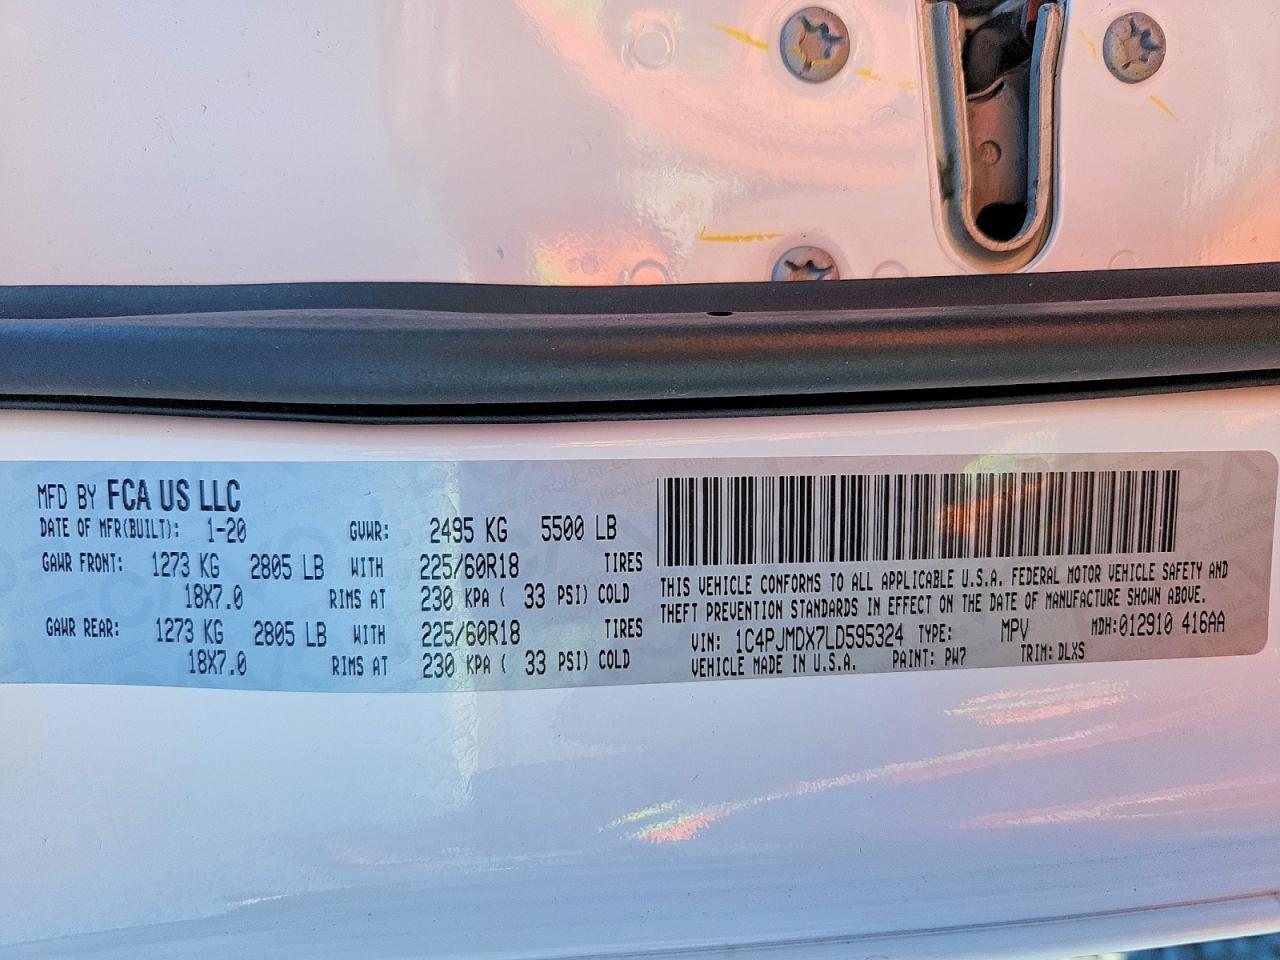 MFD BY FCA US LLC
DATE OF MFR(BUILT): 1-20 GVWR: 2495 KG 5500 LB
GAWR FRONT: 1273 KG 2805 LB WITH 225/60R18 TIRES
18X7.0 RIMS AT 230 KPA ( 33 PSI) COLD
GAWR REAR: 1273 KG 2805 LB WITH 225/60R18 TIRES
18X7.0 RIMS AT 230 KPA ( 33 PSI) COLD
THIS VEHICLE CONFORMS TO ALL APPLICABLE U.S.A. FEDERAL MOTOR VEHICLE SAFETY AND
THEFT PREVENTION STANDARDS IN EFFECT ON THE DATE OF MANUFACTURE SHOWN ABOVE.
VIN: 1C4PJMDX7LD595324 TYPE: MPV MDH:012910 416AA
VEHICLE MADE IN U.S.A. PAINT: PW7 TRIM: DLXS